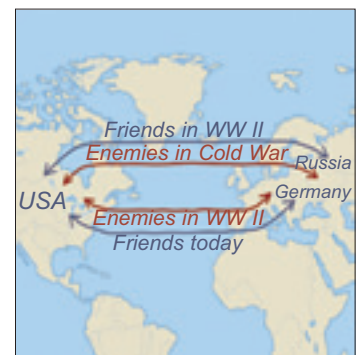 Friends in WW II
Enemies in Cold War
Russia
USA
Germany
Enemies in WW II
Friends today